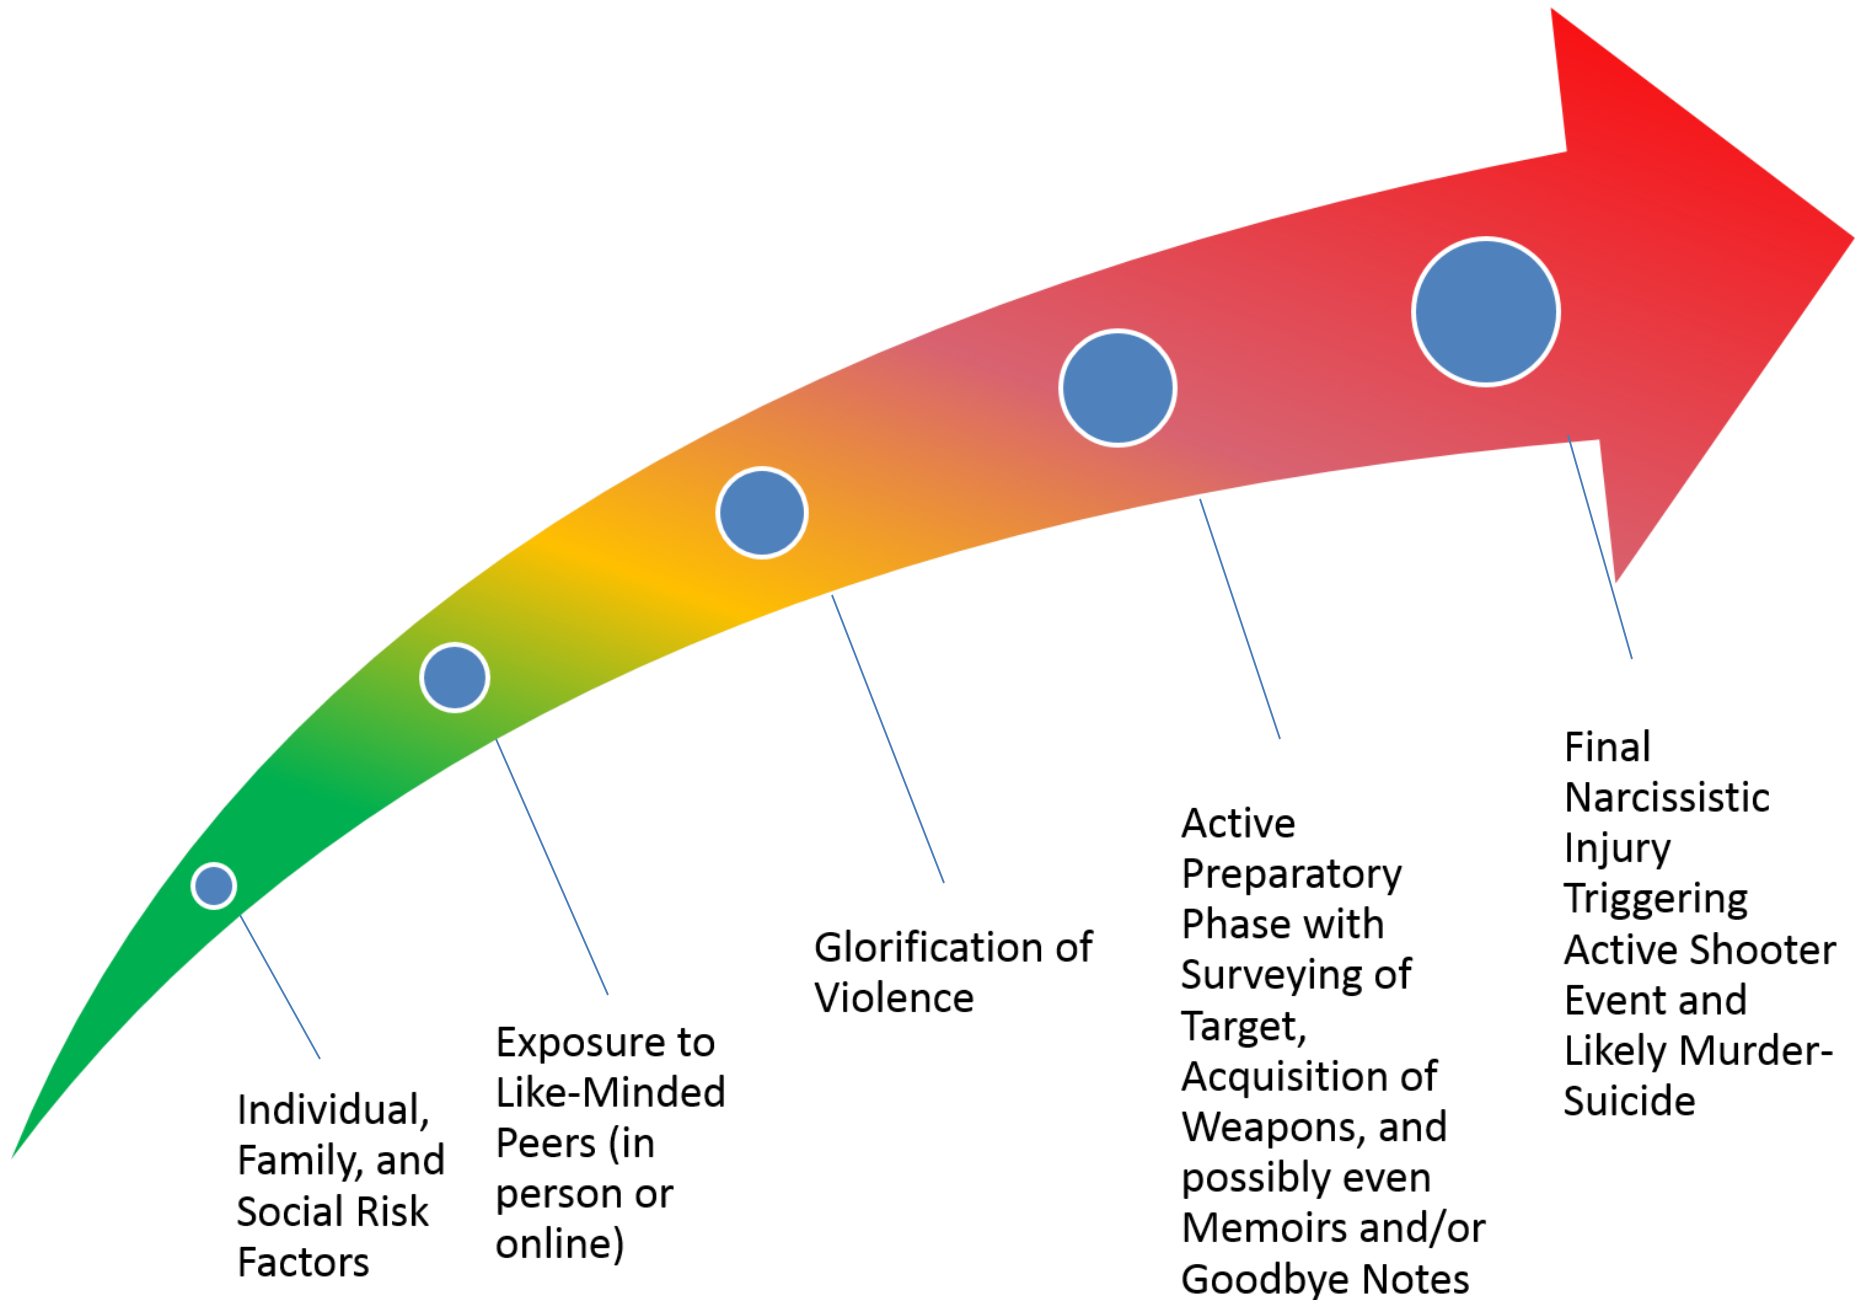 Individual,
Family, and
Social Risk
Factors
Exposure to
Like-Minded
Peers (in
person or
online)
Glorification of
Violence
Active
Preparatory
Phase with
Surveying of
Target,
Acquisition of
Weapons, and
possibly even
Memoirs and/or
Goodbye Notes
Final
Narcissistic
Injury
Triggering
Active Shooter
Event and
Likely Murder-
Suicide